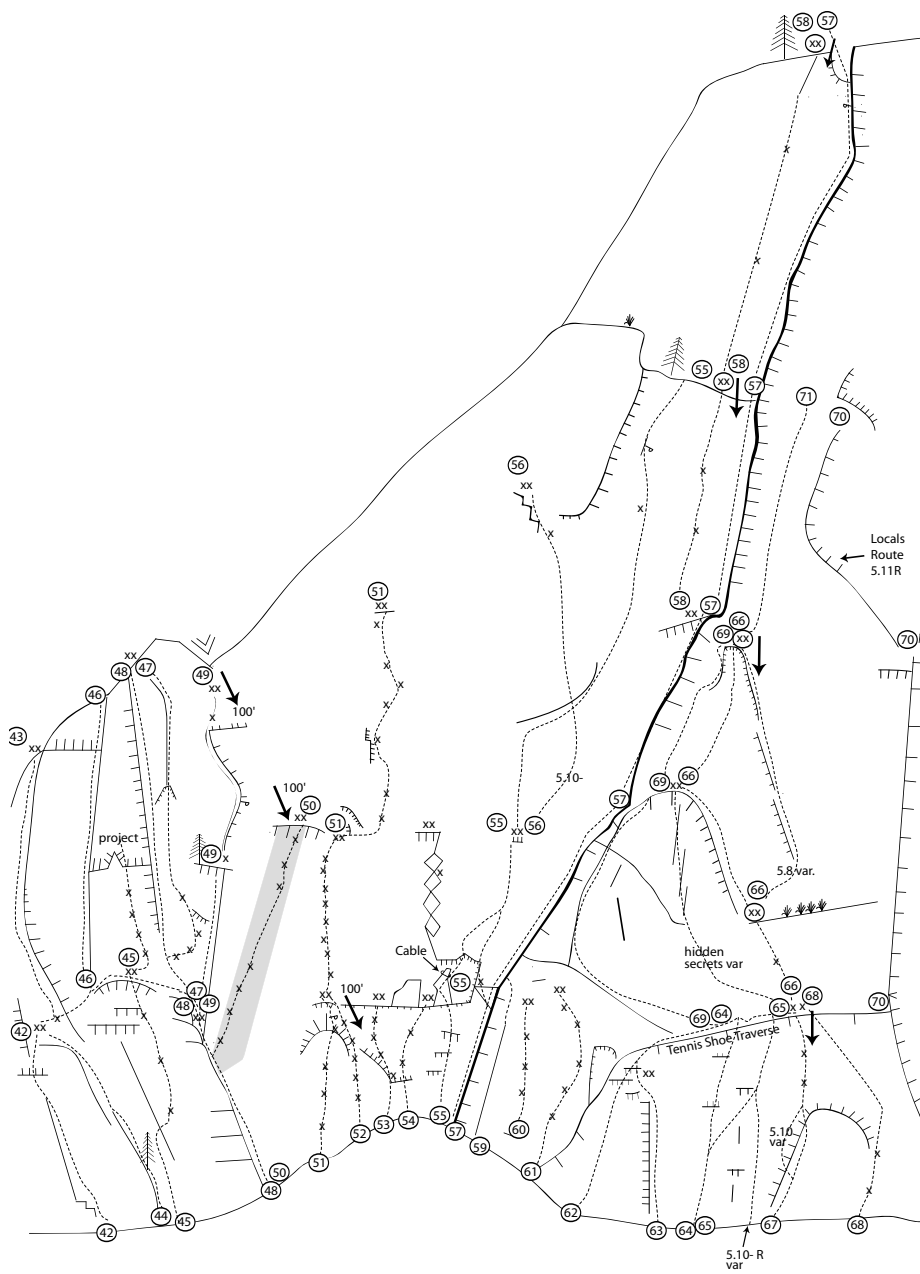 58 57
xx
55 58
xx 57
71
70
56
xx
Locals
Route
5.11R
51
xx
58 xx 57
66
69 xx
70
xx
48 47
49
xx
46
100'
43 xx
5.10-
69 xx 66
57
100' 50
xx
51
xx
xx
55 xx 56
project
49
5.8 var.
66
xx
45
xx
46
Cable
55
hidden
secrets var
47
48 49
xx
xx
100'
xx
xx
xx
xx
66
xx
68
65
64
69
70
42 xx
Tennis Shoe Traverse
xx
5.10
var
50
48
51
52
53
54
55
57
59
60
61
62
42
44
45
63
64
65
67
68
5.10- R
var